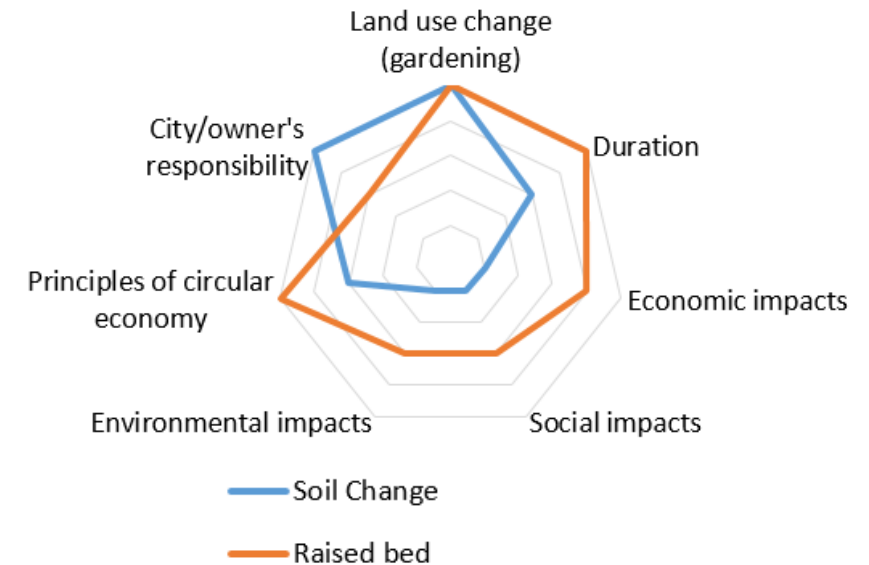 Land use change
(gardening)
City/owner's
responsibility
Duration
Principles of circular
economy
Economic impacts
Environmental impacts
Social impacts
Soil Change
Raised bed